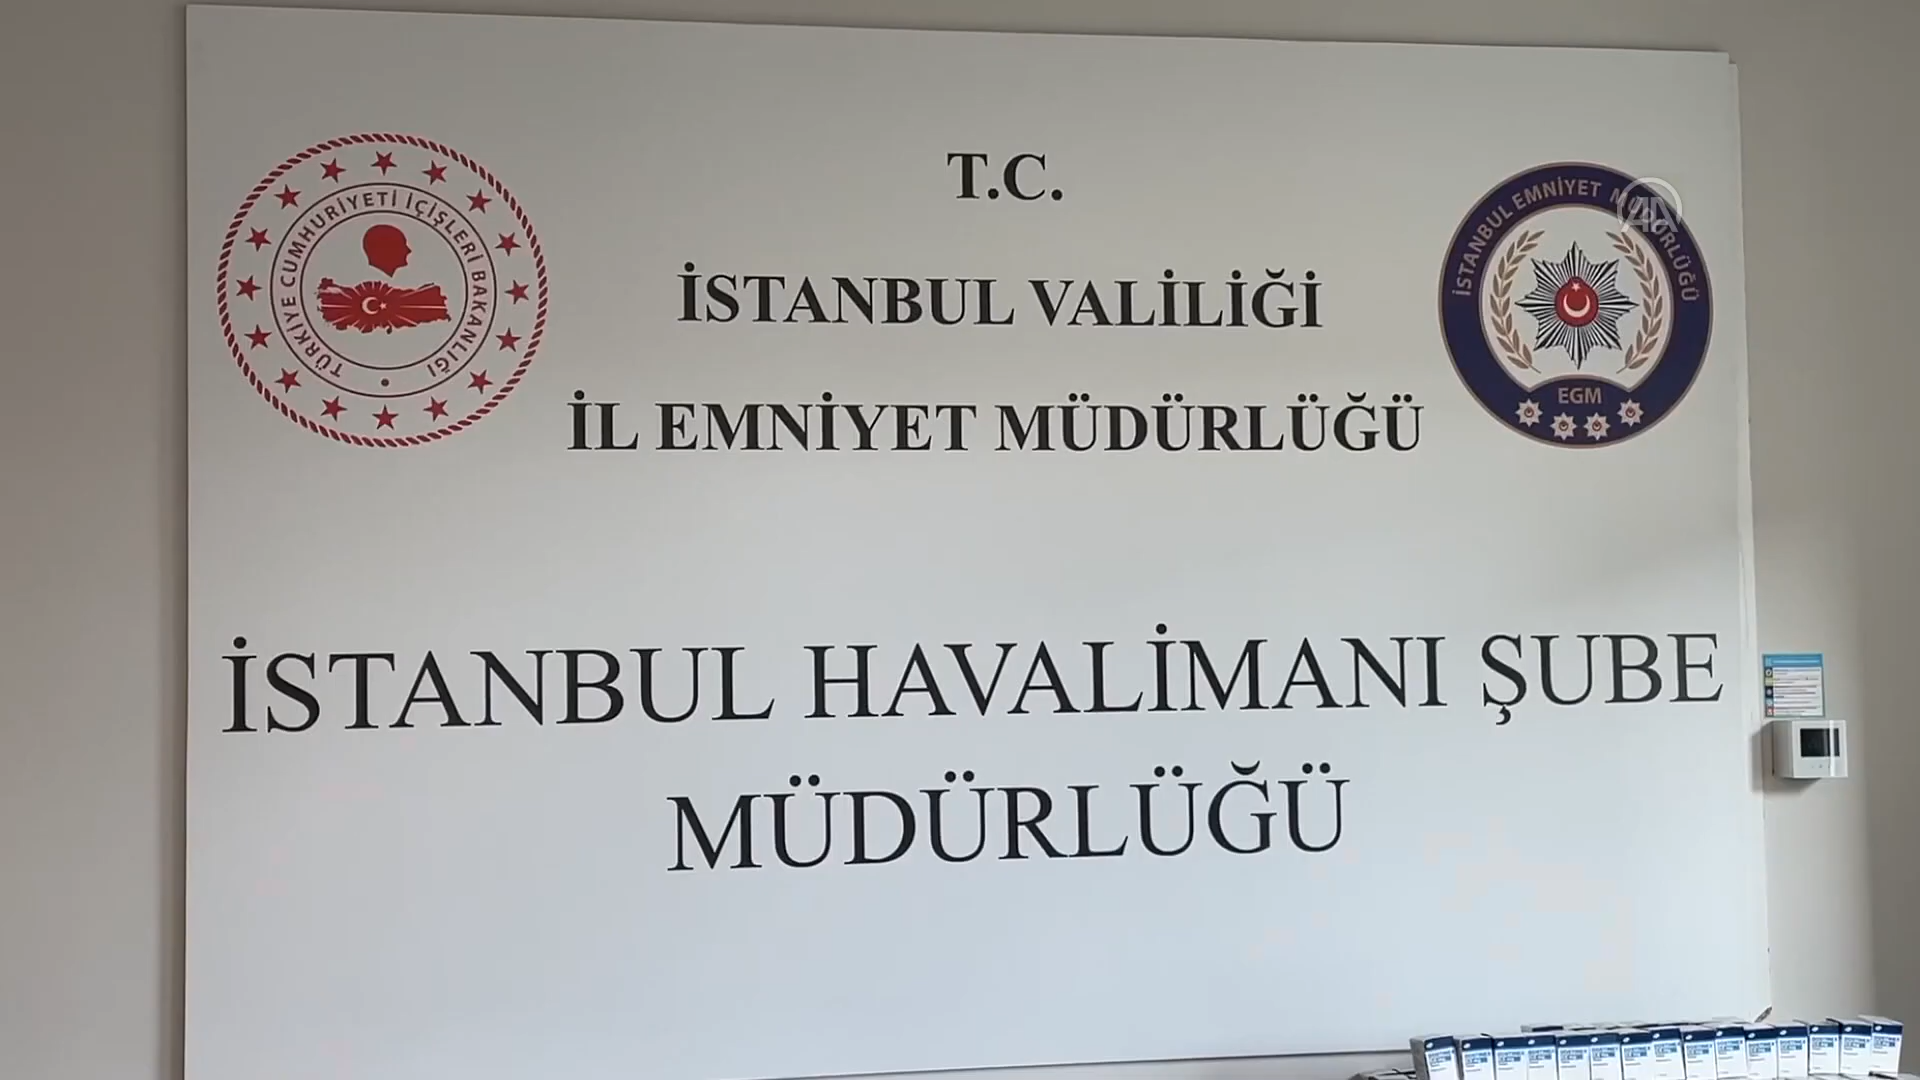 T.C.
İSTANBUL VALİLİĞİ
İL EMNİYET MÜDÜRLÜĞÜ
İSTANBUL HAVALİMANI ŞUBE
MÜDÜRLÜĞÜ
TÜRKİYE CUMHURİYETİ İÇİŞLERİ BAKANLIĞI
İSTANBUL EMNİYET MÜDÜRLÜĞÜ
EGM
AA